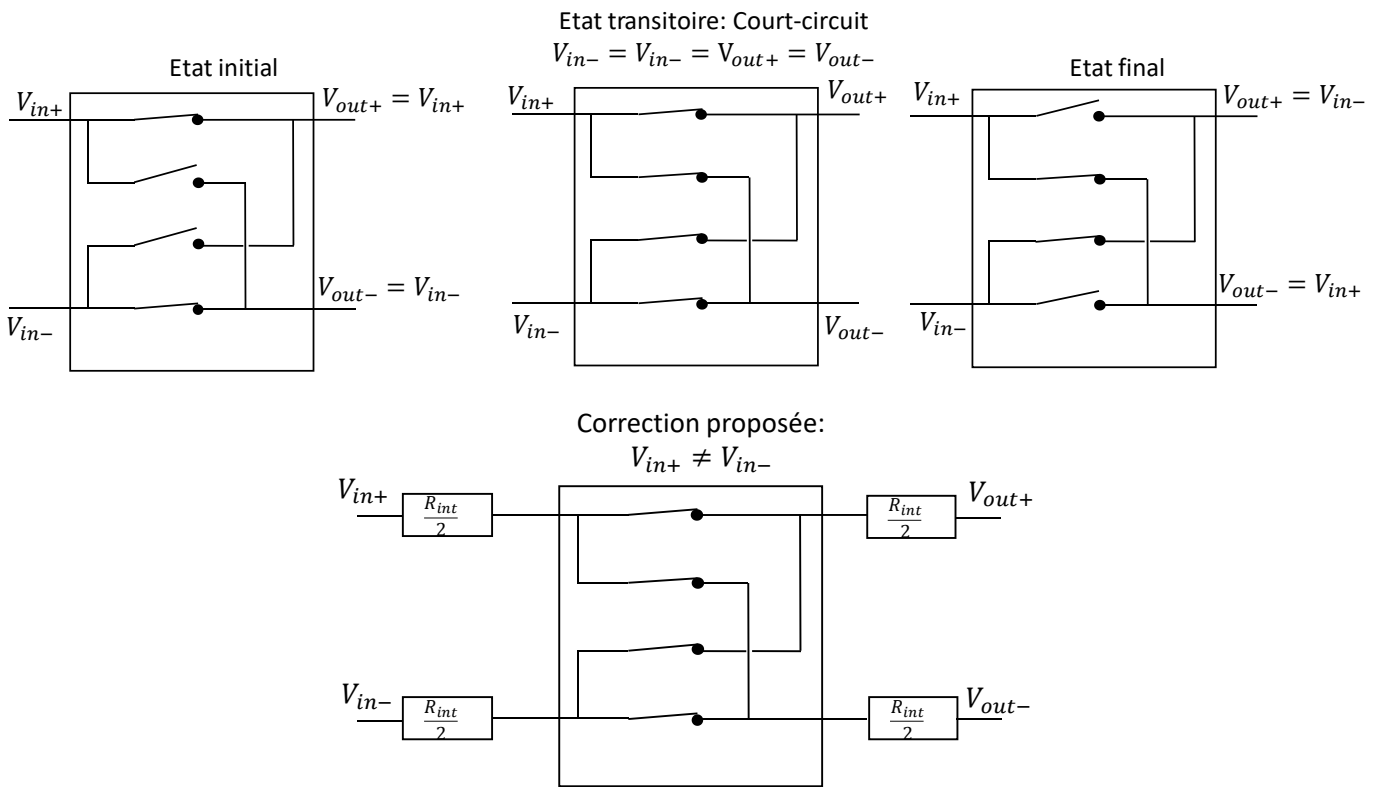 Etat transitoire: Court-circuit
V_{in-} = V_{in-} = V_{out+} = V_{out-}
Etat initial
Etat final
V_{in+}
V_{out+} = V_{in+}
V_{in+}
V_{out+}
V_{in+}
V_{out+} = V_{in-}
V_{in-}
V_{out-} = V_{in-}
V_{in-}
V_{out-}
V_{in-}
V_{out-} = V_{in+}
Correction proposée:
V_{in+} ≠ V_{in-}
V_{in+}
R_{int}/2
R_{int}/2
V_{out+}
V_{in-}
R_{int}/2
R_{int}/2
V_{out-}